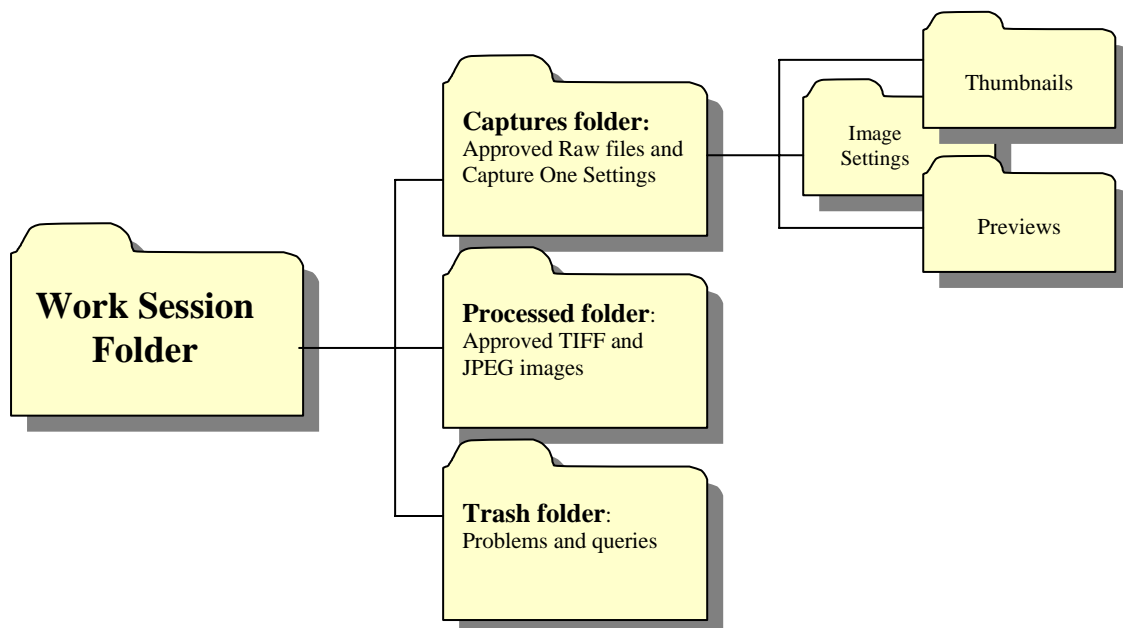 Work Session
Folder
Captures folder:
Approved Raw files and
Capture One Settings
Processed folder:
Approved TIFF and
JPEG images
Trash folder:
Problems and queries
Image
Settings
Thumbnails
Previews